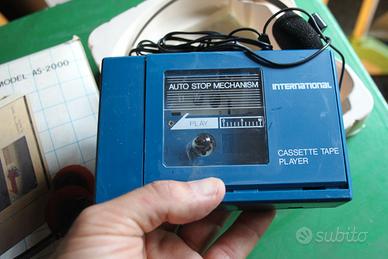 MODEL AS-2000
AUTO STOP MECHANISM
INTERNATIONAL
PLAY
CASSETTE TAPE
PLAYER
subito